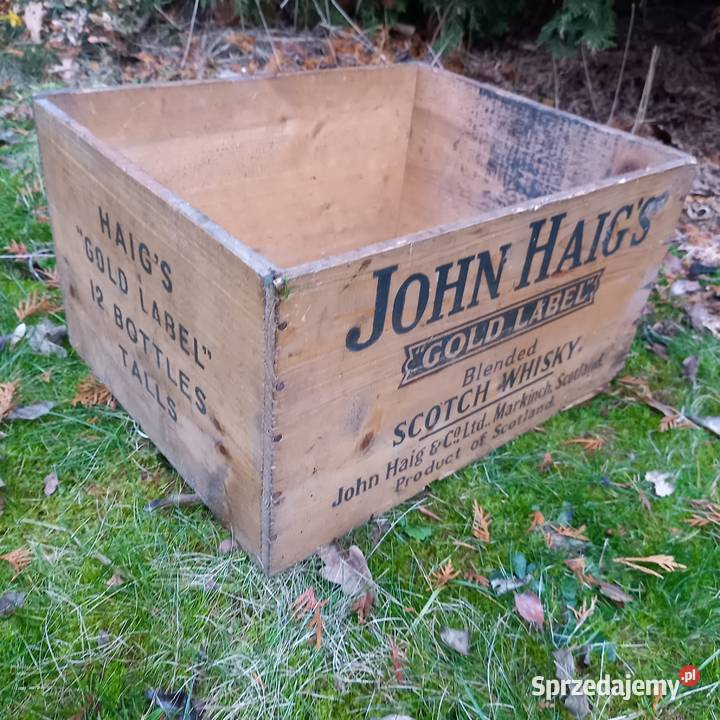 HAIG'S
"GOLD LABEL"
12 BOTTLES
TALLS
JOHN HAIG'S
"GOLD LABEL"
Blended
SCOTCH WHISKY.
John Haig & Co. Ltd., Markinch, Scotland.
Product of Scotland.
Sprzedajemy.pl